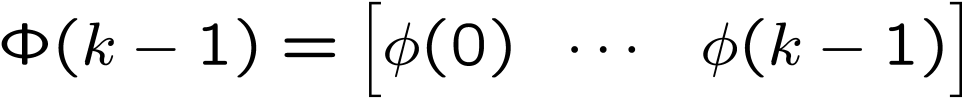 Φ(k − 1) = [ϕ(0) ⋯ ϕ(k − 1)]